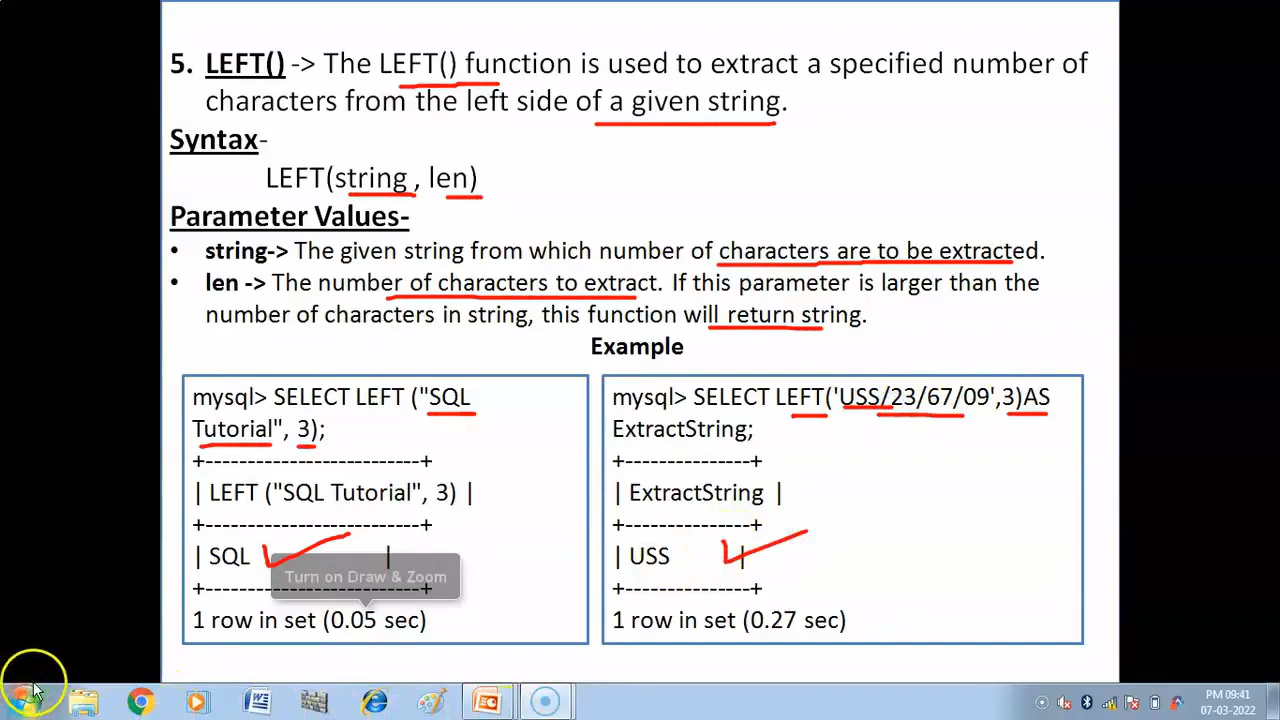 5. LEFT() -> The LEFT() function is used to extract a specified number of
characters from the left side of a given string.
Syntax-
LEFT(string , len)
Parameter Values-
• string-> The given string from which number of characters are to be extracted.
• len -> The number of characters to extract. If this parameter is larger than the
number of characters in string, this function will return string.
Example
mysql> SELECT LEFT ("SQL
Tutorial", 3);
+-------------------------+
| LEFT ("SQL Tutorial", 3) |
+-------------------------+
| SQL |
+-------------------------+
1 row in set (0.05 sec)
Turn on Draw & Zoom
mysql> SELECT LEFT('USS/23/67/09',3)AS
ExtractString;
+---------------+
| ExtractString |
+---------------+
| USS |
+---------------+
1 row in set (0.27 sec)
PM 09:41
07-03-2022